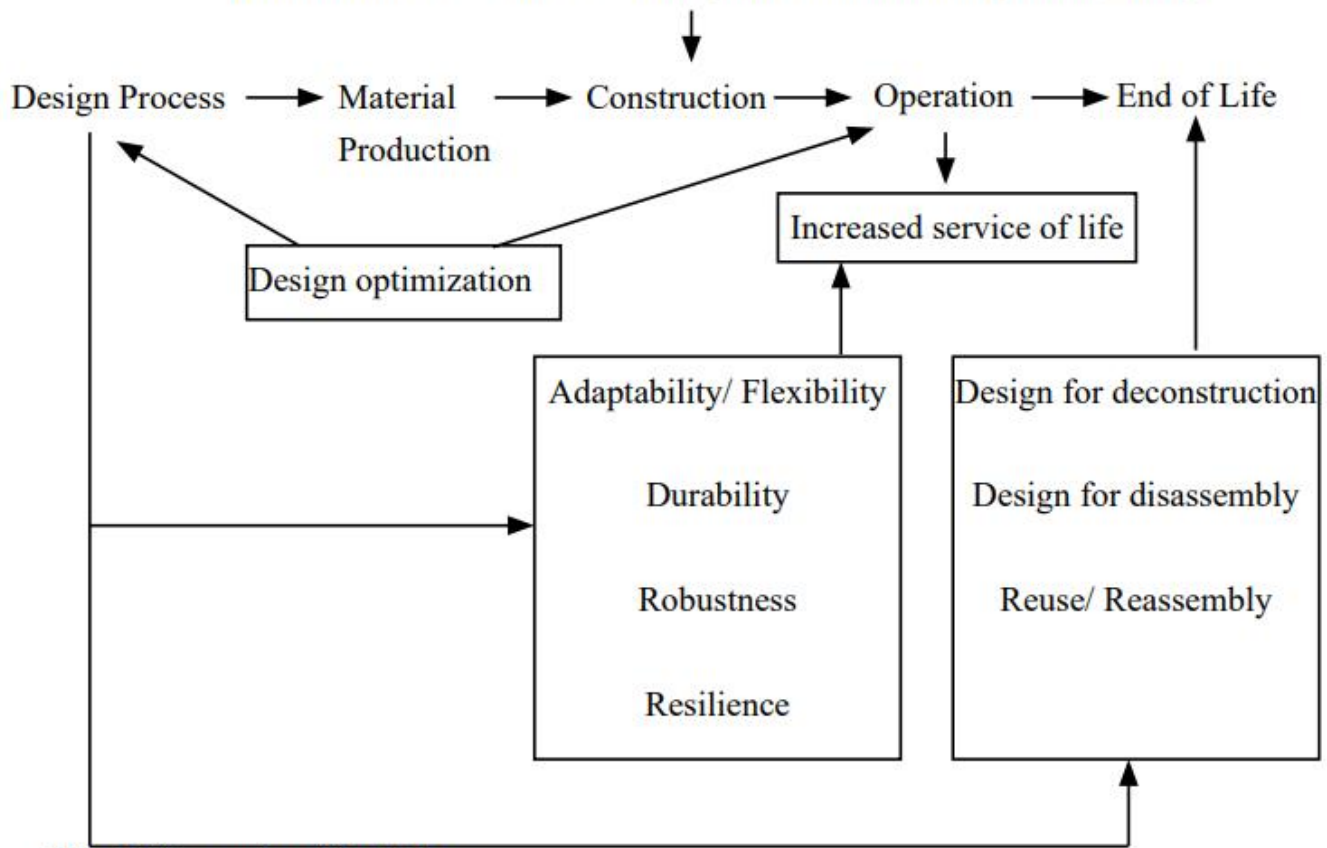 Design Process
Material
Production
Construction
Operation
End of Life
Increased service of life
Design optimization
Adaptability/ Flexibility
Durability
Robustness
Resilience
Design for deconstruction
Design for disassembly
Reuse/ Reassembly